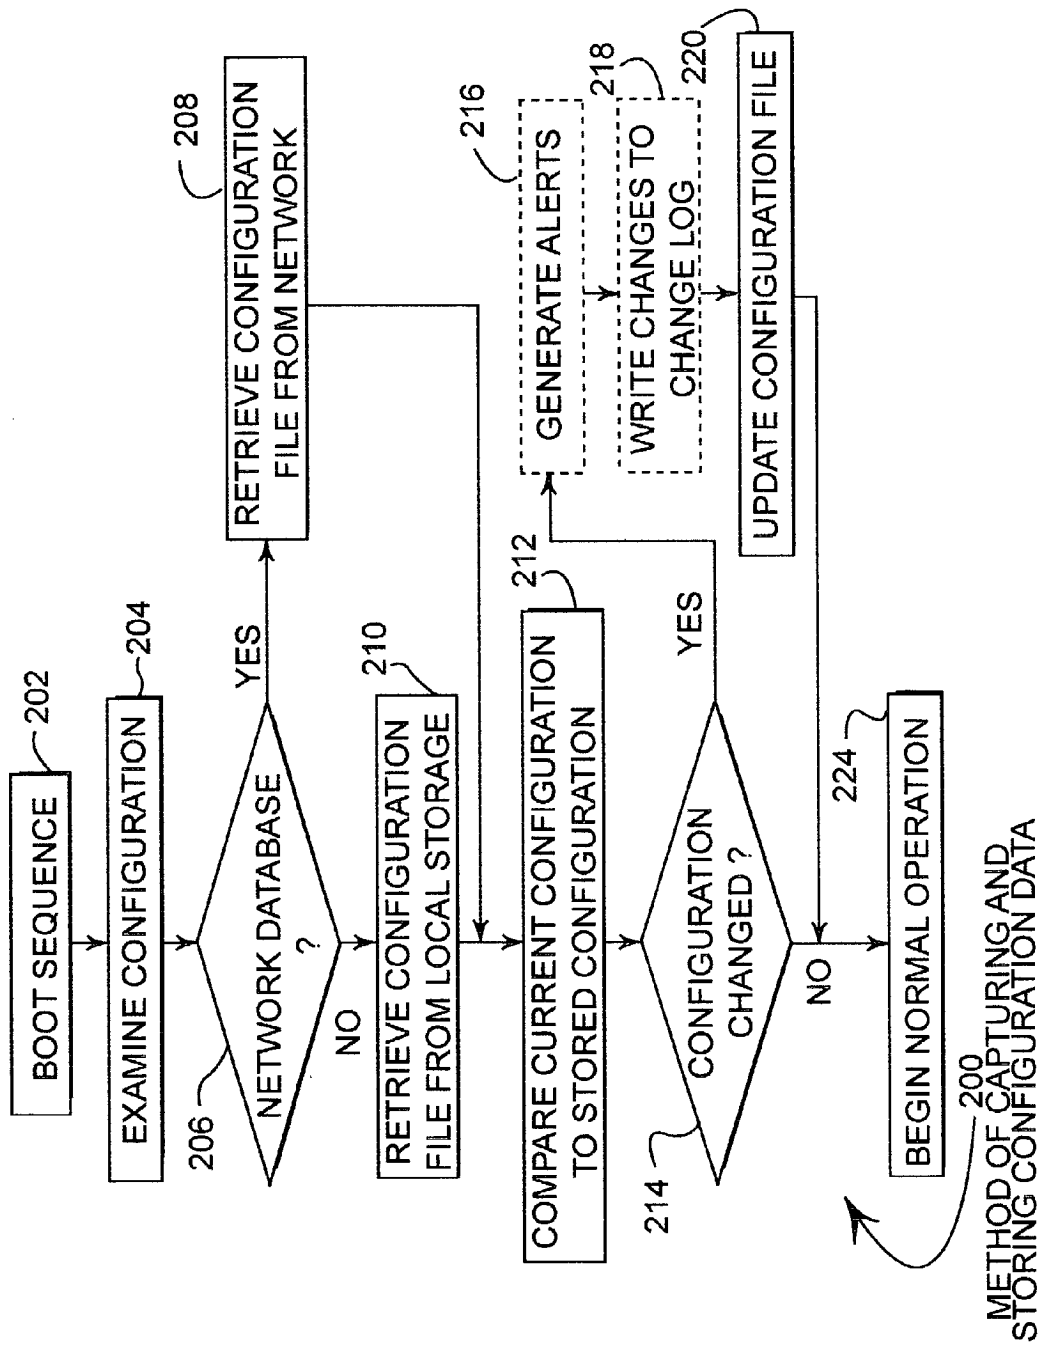 202
BOOT SEQUENCE
204
EXAMINE CONFIGURATION
206
NETWORK DATABASE
?
YES
NO
208
RETRIEVE CONFIGURATION
FILE FROM NETWORK
210
RETRIEVE CONFIGURATION
FILE FROM LOCAL STORAGE
212
COMPARE CURRENT CONFIGURATION
TO STORED CONFIGURATION
214
CONFIGURATION
CHANGED ?
YES
NO
216
GENERATE ALERTS
218
WRITE CHANGES TO
CHANGE LOG
220
UPDATE CONFIGURATION FILE
224
BEGIN NORMAL OPERATION
200
METHOD OF CAPTURING AND
STORING CONFIGURATION DATA